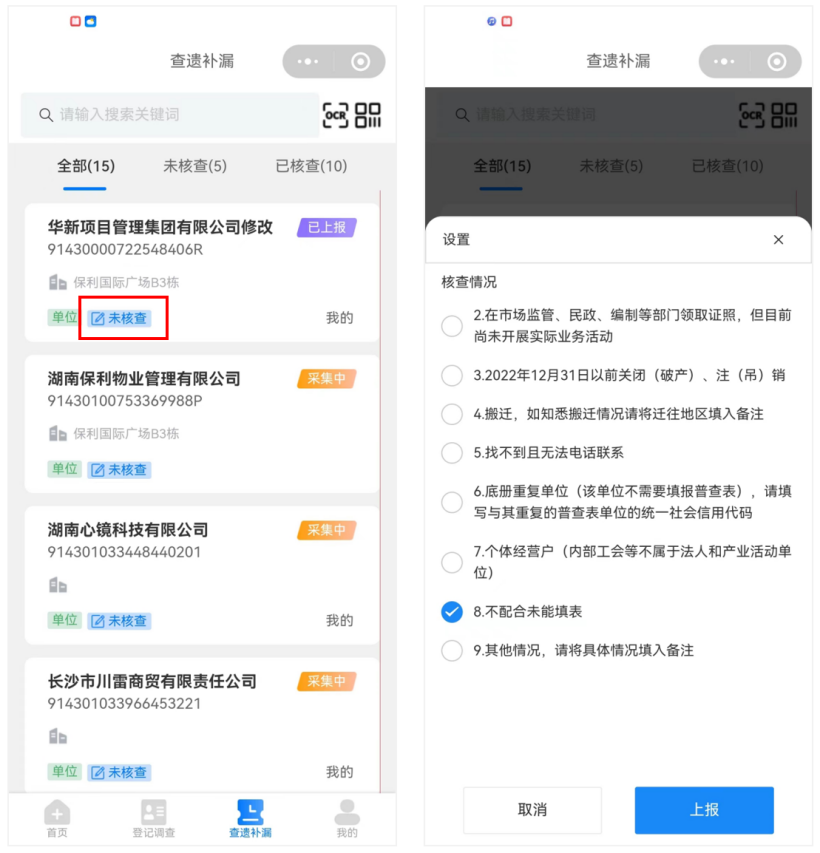 查遗补漏
请输入搜索关键词
OCR
全部(15) 未核查(5) 已核查(10)
华新项目管理集团有限公司修改 已上报
91430000722548406R
保利国际广场B3栋
单位 未核查 我的
湖南保利物业管理有限公司 采集中
91430100753369988P
保利国际广场B3栋
单位 未核查
湖南心镜科技有限公司 采集中
914301033448440201
单位 未核查 我的
长沙市川雷商贸有限责任公司 采集中
914301033966453221
单位 未核查 我的
首页 登记调查 查遗补漏 我的
查遗补漏
请输入搜索关键词
OCR
全部(15) 未核查(5) 已核查(10)
设置
核查情况
2.在市场监管、民政、编制等部门领取证照，但目前
尚未开展实际业务活动
3.2022年12月31日以前关闭（破产）、注（吊）销
4.搬迁，如知悉搬迁情况请将迁往地区填入备注
5.找不到且无法电话联系
6.底册重复单位（该单位不需要填报普查表），请填
写与其重复的普查表单位的统一社会信用代码
7.个体经营户（内部工会等不属于法人和产业活动单
位）
8.不配合未能填表
9.其他情况，请将具体情况填入备注
取消 上报